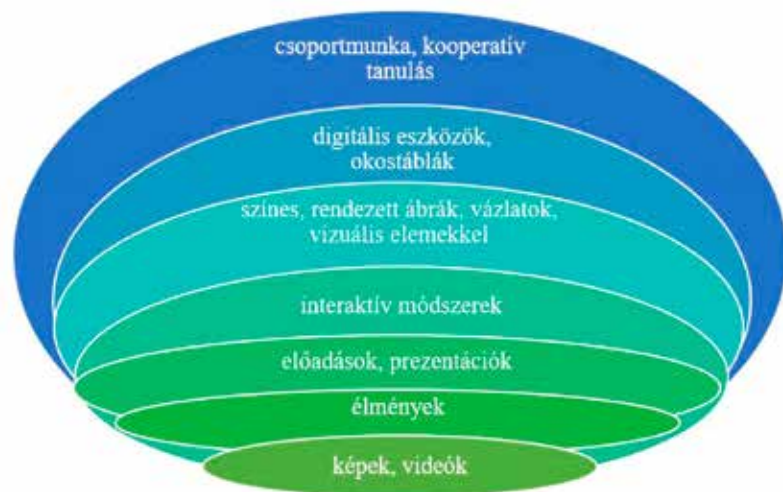 csoportmunka, kooperatív
tanulás
digitális eszközök,
okostáblák
színes, rendezett ábrák, vázlatok,
vizuális elemekkel
interaktív módszerek
előadások, prezentációk
élmények
képek, videók